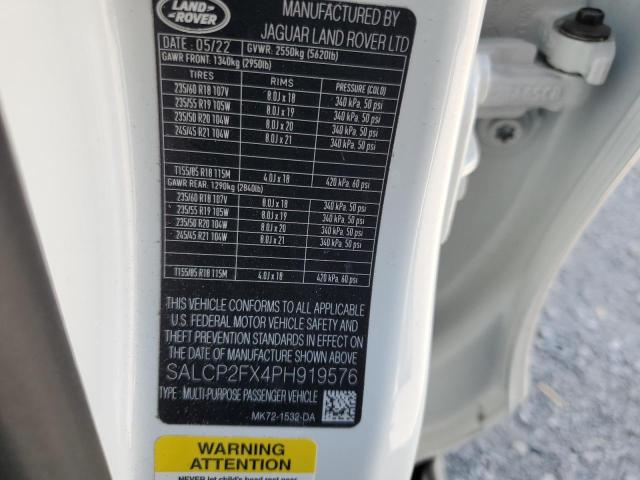 LAND-
ROVER
MANUFACTURED BY
JAGUAR LAND ROVER LTD
DATE : 05/22 GVWR: 2550kg (5620lb)
GAWR FRONT: 1340kg (2950lb)
TIRES RIMS PRESSURE (COLD)
235/60 R18 107V 8.0J x 18 340 kPa, 50 psi
235/55 R19 105W 8.0J x 19 340 kPa, 50 psi
235/50 R20 104W 8.0J x 20 340 kPa, 50 psi
245/45 R21 104W 8.0J x 21 340 kPa, 50 psi
T155/85 R18 115M 4.0J x 18 420 kPa, 60 psi
GAWR REAR: 1290kg (2840lb)
235/60 R18 107V 8.0J x 18 340 kPa, 50 psi
235/55 R19 105W 8.0J x 19 340 kPa, 50 psi
235/50 R20 104W 8.0J x 20 340 kPa, 50 psi
245/45 R21 104W 8.0J x 21 340 kPa, 50 psi
T155/85 R18 115M 4.0J x 18 420 kPa, 60 psi
THIS VEHICLE CONFORMS TO ALL APPLICABLE
U.S. FEDERAL MOTOR VEHICLE SAFETY AND
THEFT PREVENTION STANDARDS IN EFFECT ON
DATE OF MANUFACTURE SHOWN ABOVE
SALCP2FX4PH919576
TYPE : MULTI-PURPOSE PASSENGER VEHICLE
MK72-1532-DA
WARNING
ATTENTION
NEVER let child's head rest near